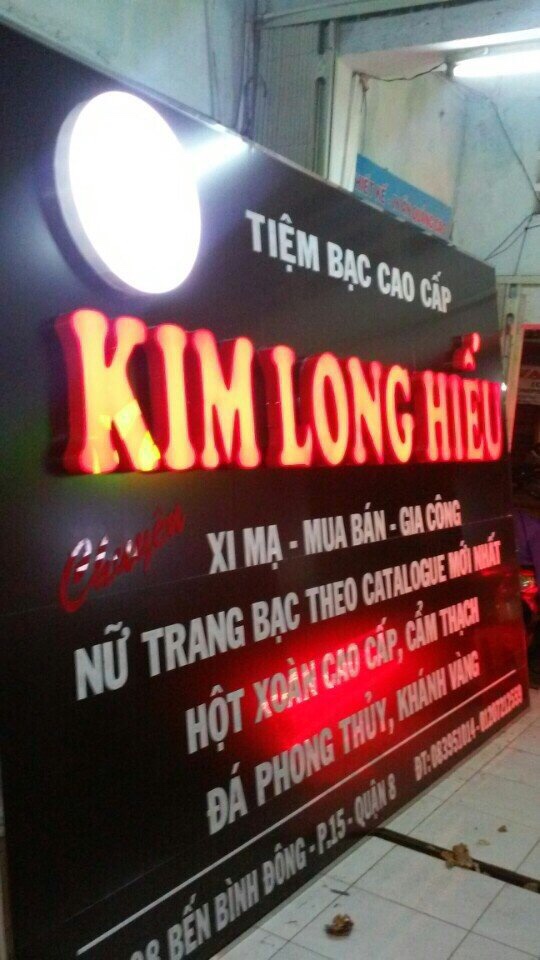 TIỆM BẠC CAO CẤP
KIM LONG HIẾU
Chuyên
XI MẠ - MUA BÁN - GIA CÔNG
NỮ TRANG BẠC THEO CATALOGUE MỚI NHẤT
HỘT XOÀN CAO CẤP, CẨM THẠCH
ĐÁ PHONG THỦY, KHÁNH VÀNG
BẾN BÌNH ĐÔNG - P.15 - QUẬN 8 ĐT: